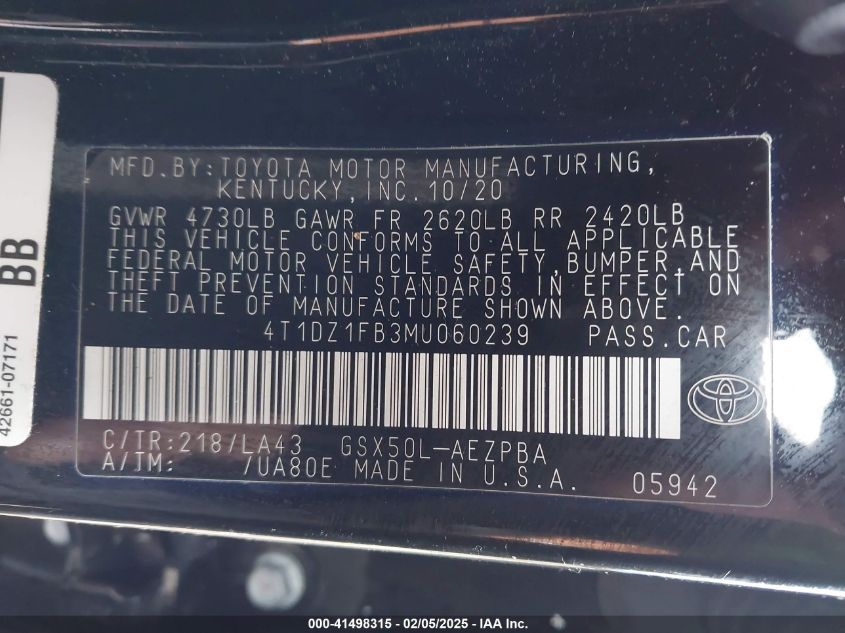 MFD.BY:TOYOTA MOTOR MANUFACTURING,
KENTUCKY,INC.10/20
GVWR 4730LB GAWR FR 2620LB RR 2420LB
THIS VEHICLE CONFORMS TO ALL APPLICABLE
FEDERAL MOTOR VEHICLE SAFETY,BUMPER,AND
THEFT PREVENTION STANDARDS IN EFFECT ON
THE DATE OF MANUFACTURE SHOWN ABOVE.
4T1DZ1FB3MU060239 PASS.CAR
C/TR:218/LA43 GSX50L-AEZPBA
A/TM: /UA80E MADE IN U.S.A. 05942
BB
42661-07171
000-41498315 - 02/05/2025 - IAA Inc.